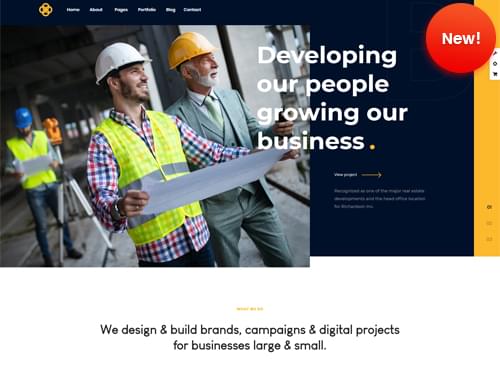 Home About Pages Portfolio Blog Contact
New!
Developing
our people
growing our
business.
View project
Recognized as one of the major real estate
developments and the head office location
for Richardson Inc.
01
02
03
WHAT WE DO
We design & build brands, campaigns & digital projects
for businesses large & small.